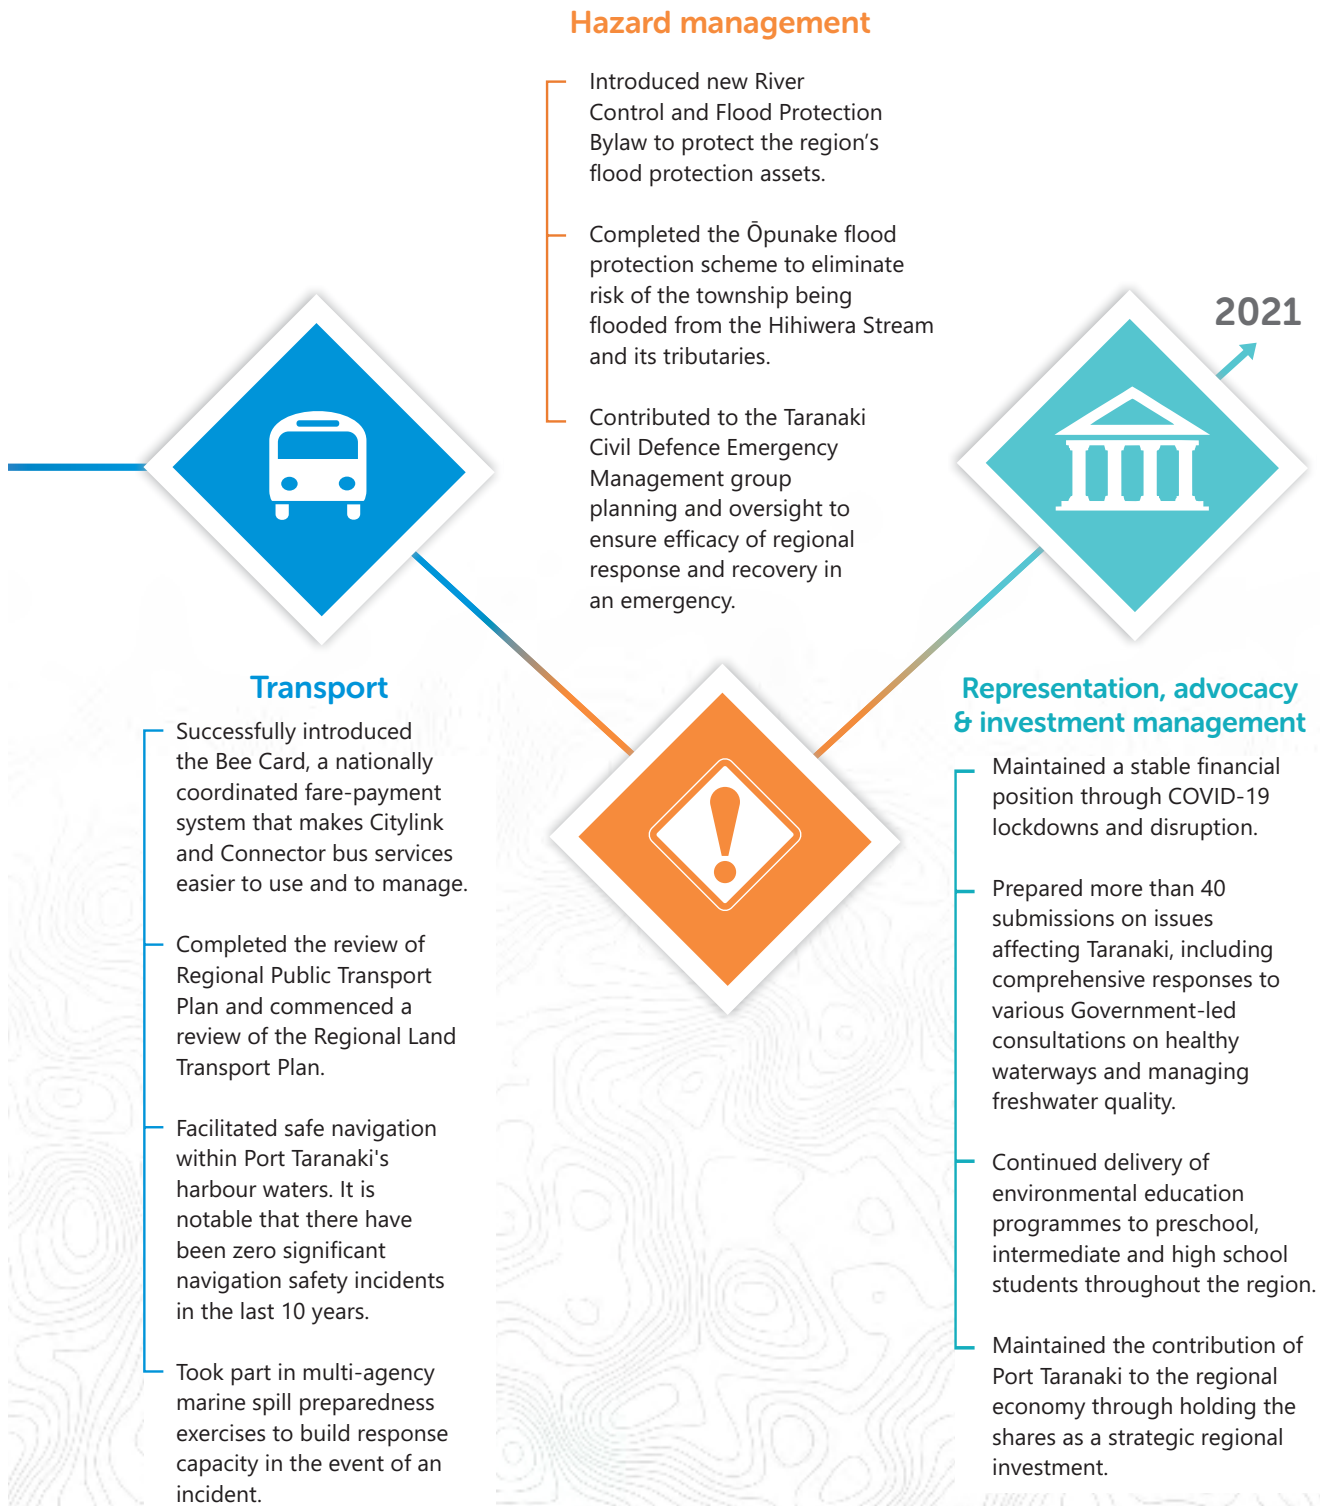 Hazard management
Introduced new River
Control and Flood Protection
Bylaw to protect the region's
flood protection assets.
Completed the Ōpunake flood
protection scheme to eliminate
risk of the township being
flooded from the Hihiwera Stream
and its tributaries.
Contributed to the Taranaki
Civil Defence Emergency
Management group
planning and oversight to
ensure efficacy of regional
response and recovery in
an emergency.
2021
Transport
Successfully introduced
the Bee Card, a nationally
coordinated fare-payment
system that makes Citylink
and Connector bus services
easier to use and to manage.
Completed the review of
Regional Public Transport
Plan and commenced a
review of the Regional Land
Transport Plan.
Facilitated safe navigation
within Port Taranaki's
harbour waters. It is
notable that there have
been zero significant
navigation safety incidents
in the last 10 years.
Took part in multi-agency
marine spill preparedness
exercises to build response
capacity in the event of an
incident.
Representation, advocacy
& investment management
Maintained a stable financial
position through COVID-19
lockdowns and disruption.
Prepared more than 40
submissions on issues
affecting Taranaki, including
comprehensive responses to
various Government-led
consultations on healthy
waterways and managing
freshwater quality.
Continued delivery of
environmental education
programmes to preschool,
intermediate and high school
students throughout the region.
Maintained the contribution of
Port Taranaki to the regional
economy through holding the
shares as a strategic regional
investment.